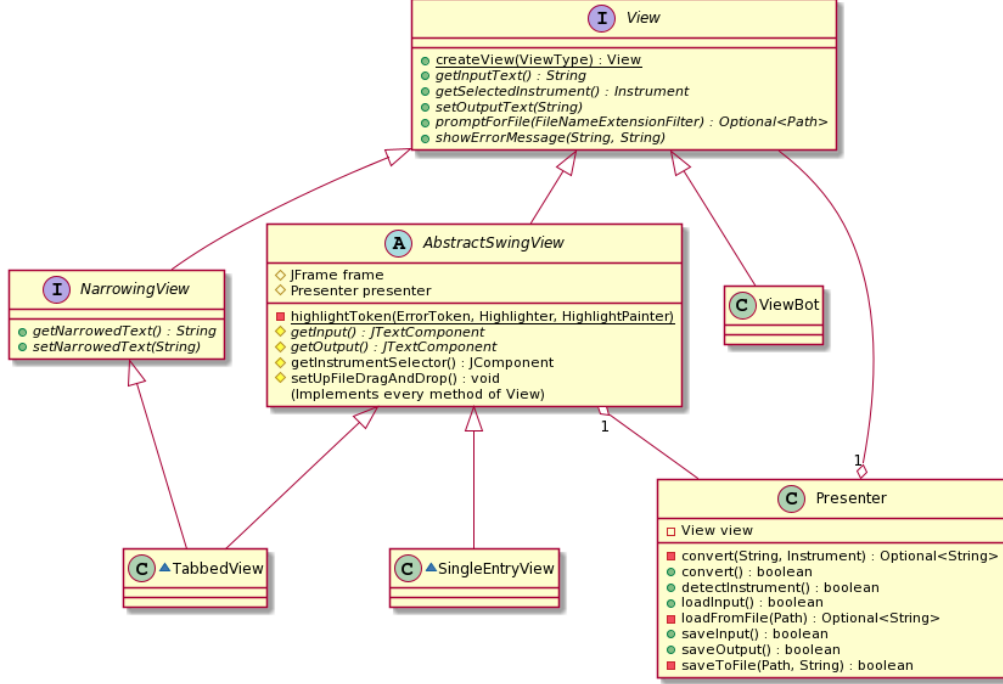 I View
createView(ViewType) : View
getInputText() : String
getSelectedInstrument() : Instrument
setOutputText(String)
promptForFile(FileNameExtensionFilter) : Optional<Path>
showErrorMessage(String, String)
A AbstractSwingView
JFrame frame
Presenter presenter
highlightToken(ErrorToken, Highlighter, HighlightPainter)
getInput() : JTextComponent
getOutput() : JTextComponent
getInstrumentSelector() : JComponent
setUpFileDragAndDrop() : void
(Implements every method of View)
I NarrowingView
getNarrowedText() : String
setNarrowedText(String)
C ViewBot
1
1
C Presenter
View view
convert(String, Instrument) : Optional<String>
convert() : boolean
detectInstrument() : boolean
loadInput() : boolean
loadFromFile(Path) : Optional<String>
saveInput() : boolean
saveOutput() : boolean
saveToFile(Path, String) : boolean
C TabbedView
C SingleEntryView